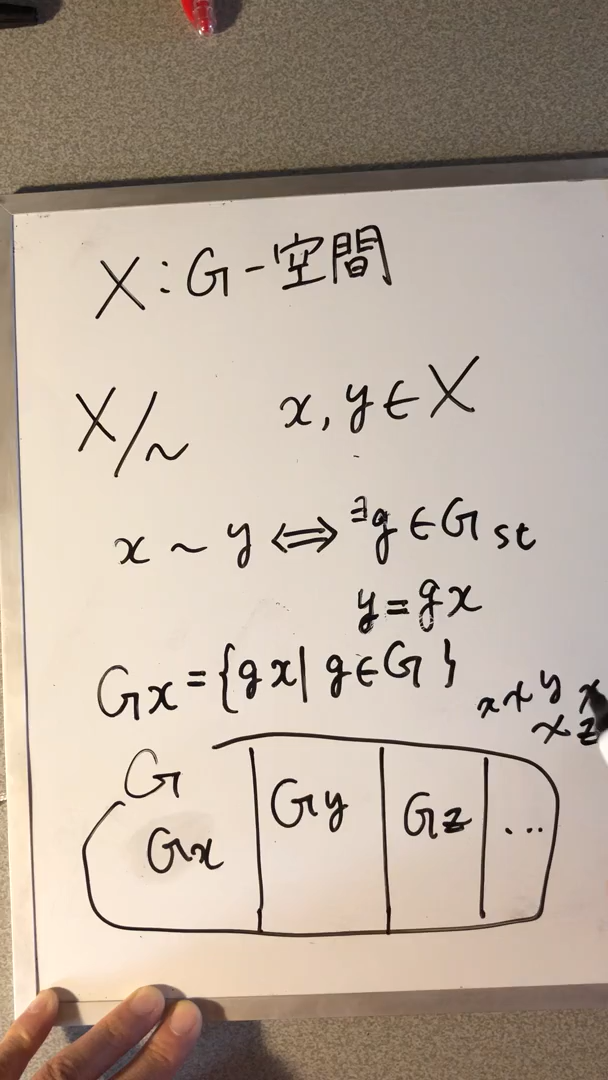 X : G-空間
X/~ x, y ∈ X
x ~ y ⇔ ∃g ∈ G st
y = gx
Gx = {gx | g ∈ G}
x ≁ y x
≁ z
G
Gx Gy Gz ...